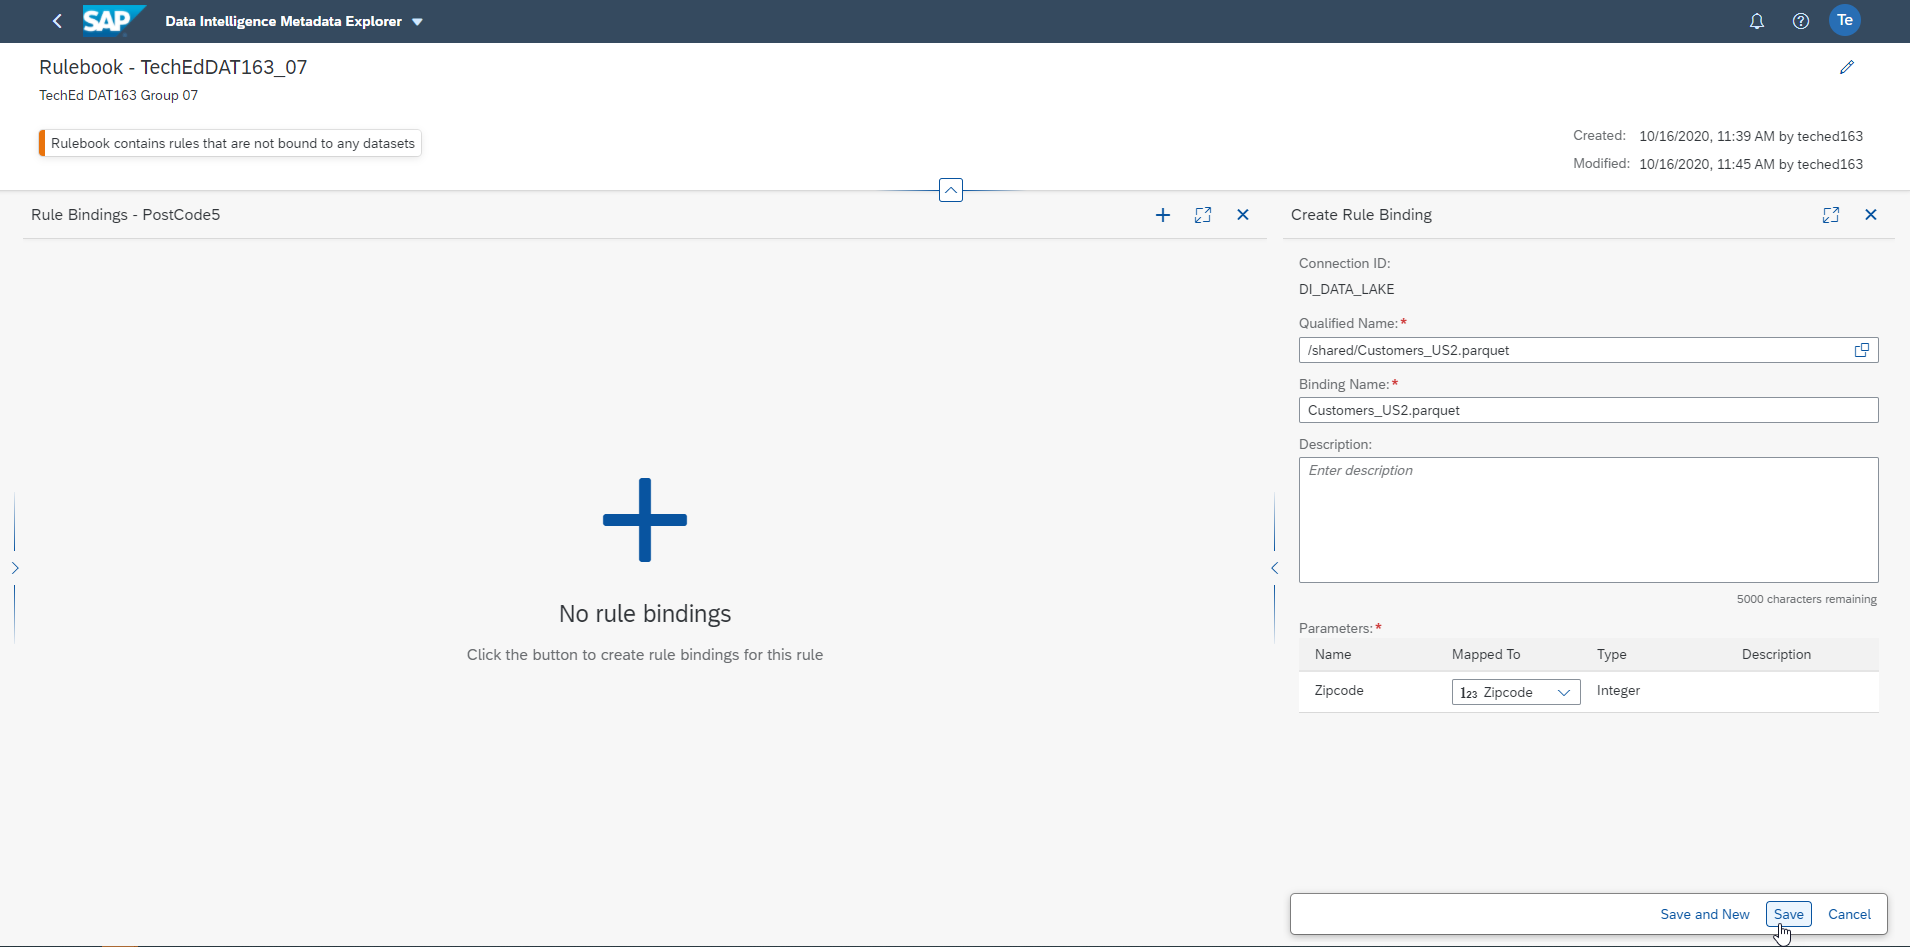 SAP Data Intelligence Metadata Explorer
Te
Rulebook - TechEdDAT163_07
TechEd DAT163 Group 07
Rulebook contains rules that are not bound to any datasets
Created: 10/16/2020, 11:39 AM by teched163
Modified: 10/16/2020, 11:45 AM by teched163
Rule Bindings - PostCode5
No rule bindings
Click the button to create rule bindings for this rule
Create Rule Binding
Connection ID:
DI_DATA_LAKE
Qualified Name:*
/shared/Customers_US2.parquet
Binding Name:*
Customers_US2.parquet
Description:
Enter description
5000 characters remaining
Parameters:*
Name Mapped To Type Description
Zipcode 123 Zipcode Integer
Save and New Save Cancel